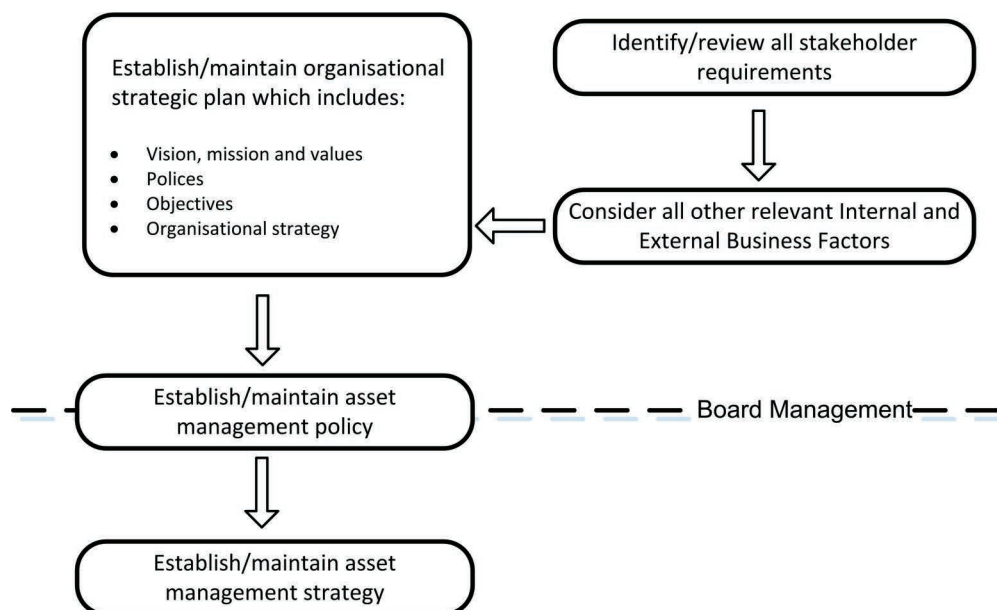 Establish/maintain organisational
strategic plan which includes:
• Vision, mission and values
• Polices
• Objectives
• Organisational strategy
Identify/review all stakeholder
requirements
Consider all other relevant Internal and
External Business Factors
Establish/maintain asset
management policy
Board Management
Establish/maintain asset
management strategy